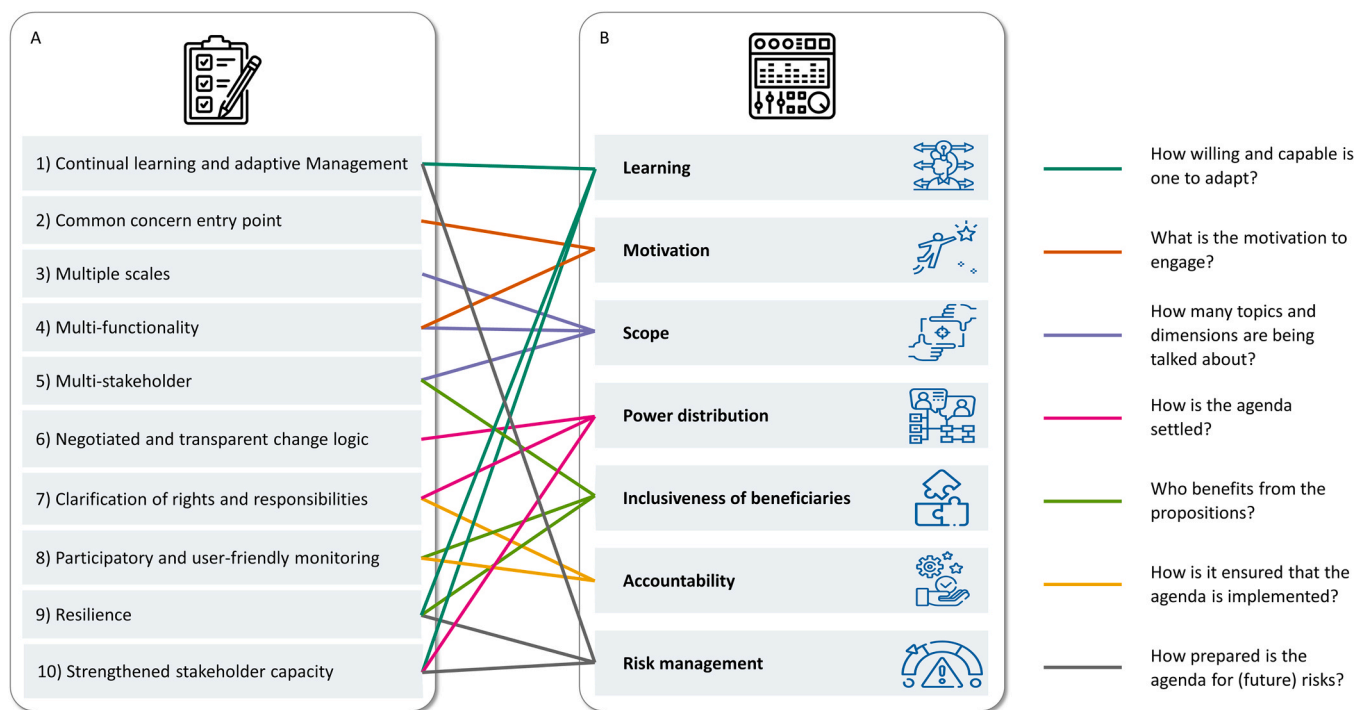 A
1) Continual learning and adaptive Management
2) Common concern entry point
3) Multiple scales
4) Multi-functionality
5) Multi-stakeholder
6) Negotiated and transparent change logic
7) Clarification of rights and responsibilities
8) Participatory and user-friendly monitoring
9) Resilience
10) Strengthened stakeholder capacity
B
Learning
Motivation
Scope
Power distribution
Inclusiveness of beneficiaries
Accountability
Risk management
How willing and capable is
one to adapt?
What is the motivation to
engage?
How many topics and
dimensions are being
talked about?
How is the agenda
settled?
Who benefits from the
propositions?
How is it ensured that the
agenda is implemented?
How prepared is the
agenda for (future) risks?